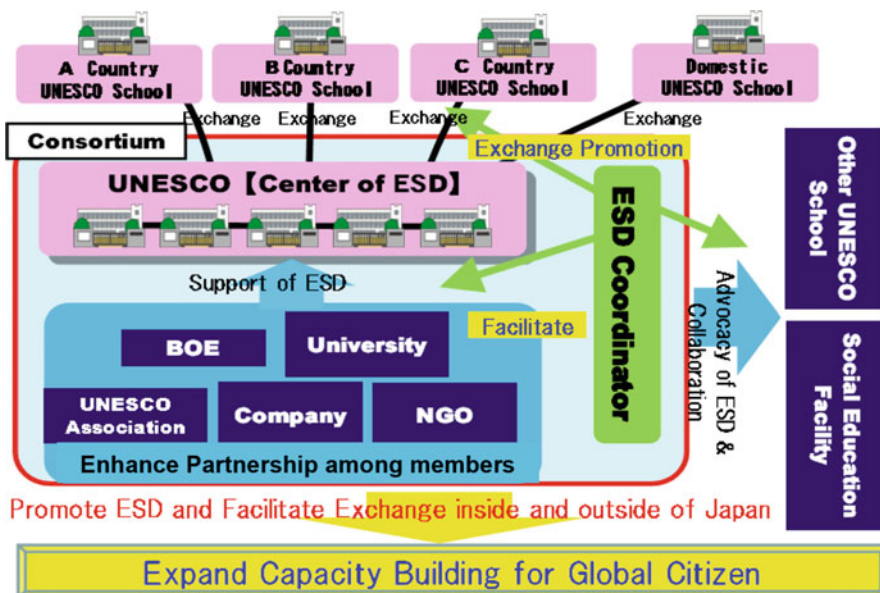 A Country
UNESCO School
B Country
UNESCO School
C Country
UNESCO School
Domestic
UNESCO School
Exchange
Exchange
Exchange
Exchange
Consortium
Exchange Promotion
UNESCO【Center of ESD】
ESD Coordinator
Other UNESCO
School
Support of ESD
Advocacy of ESD &
Collaboration
Facilitate
BOE
University
UNESCO
Association
Company
NGO
Social Education
Facility
Enhance Partnership among members
Promote ESD and Facilitate Exchange inside and outside of Japan
Expand Capacity Building for Global Citizen